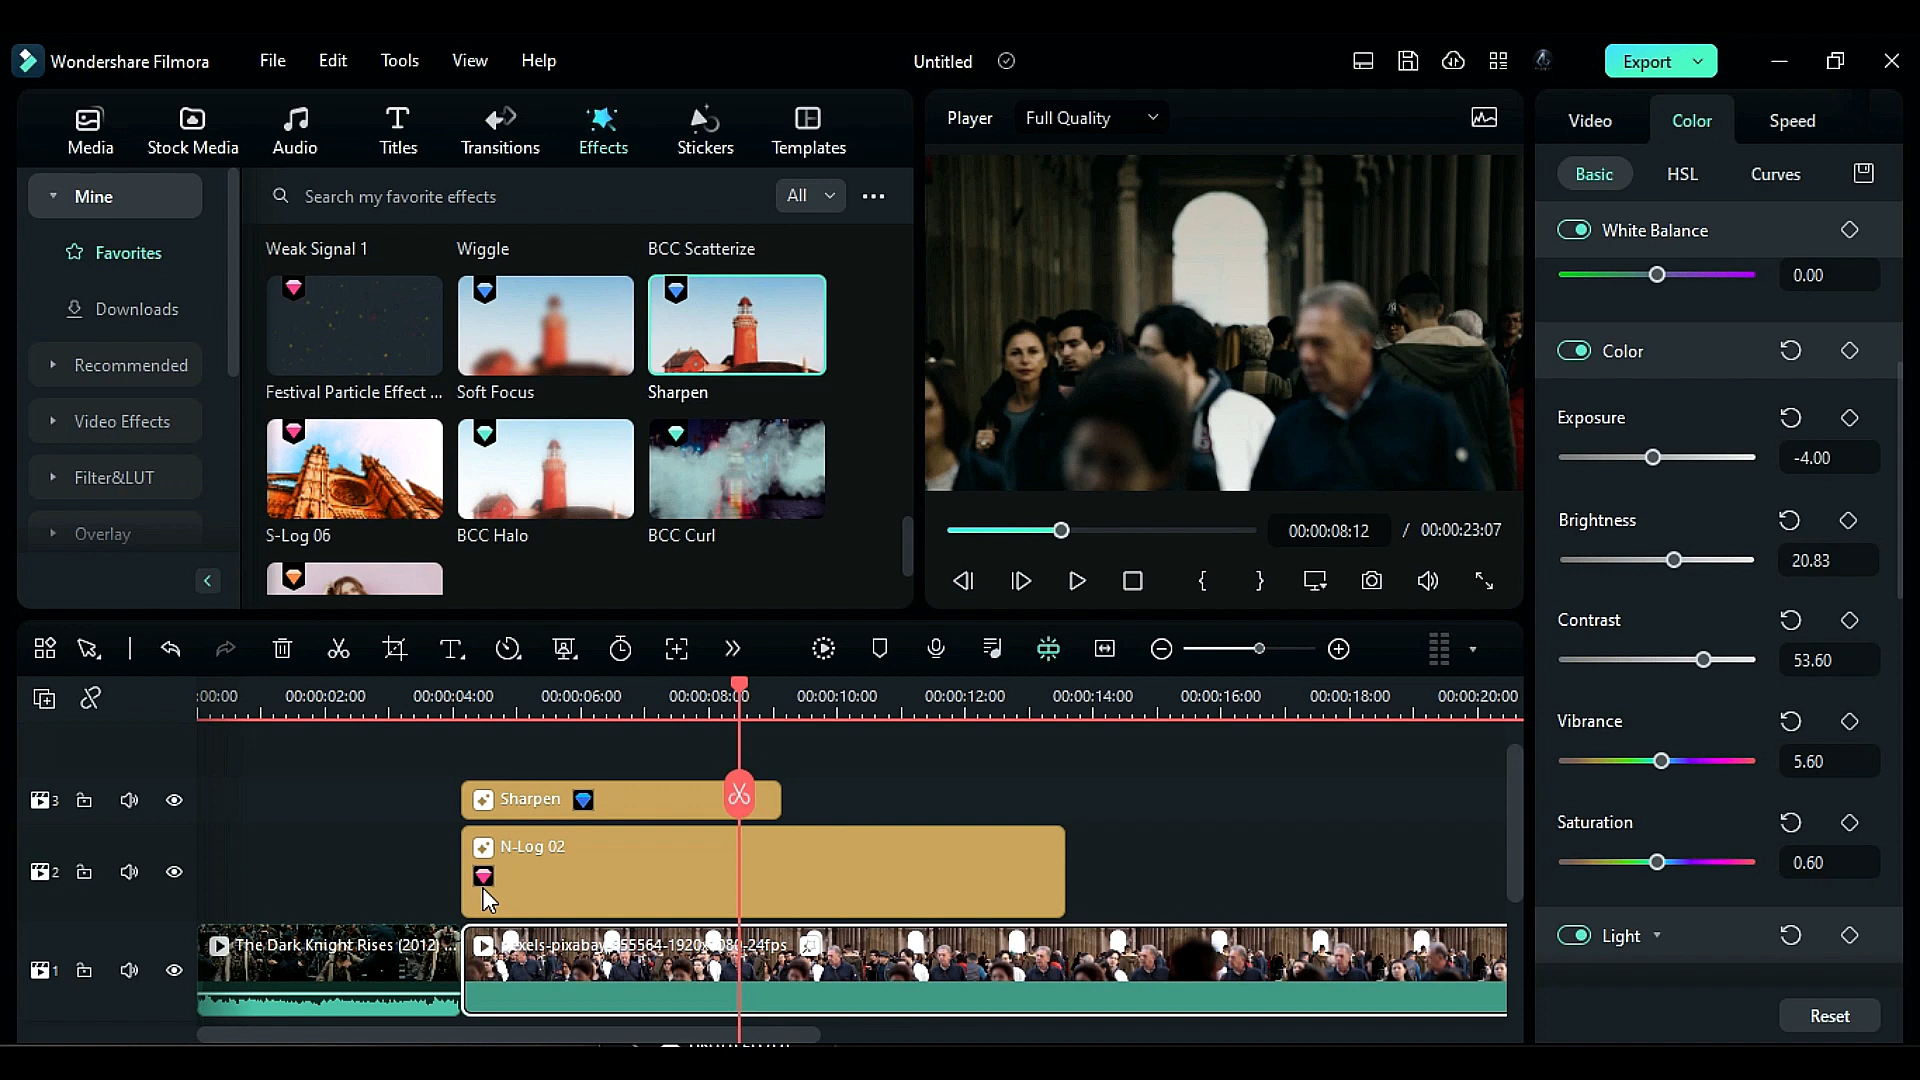 Wondershare Filmora
File
Edit
Tools
View
Help
Untitled
Export
Media
Stock Media
Audio
Titles
Transitions
Effects
Stickers
Templates
Player
Full Quality
Video
Color
Speed
Mine
Search my favorite effects
All
Basic
HSL
Curves
Favorites
Downloads
Recommended
Video Effects
Filter&LUT
Overlay
Weak Signal 1
Wiggle
BCC Scatterize
Festival Particle Effect ...
Soft Focus
Sharpen
S-Log 06
BCC Halo
BCC Curl
White Balance
0.00
Color
Exposure
-4.00
Brightness
20.83
Contrast
53.60
Vibrance
5.60
Saturation
0.60
Light
Reset
00:00:08:12 / 00:00:23:07
:00:00
00:00:02:00
00:00:04:00
00:00:06:00
00:00:08:00
00:00:10:00
00:00:12:00
00:00:14:00
00:00:16:00
00:00:18:00
00:00:20:00
3
Sharpen
2
N-Log 02
1
The Dark Knight Rises (2012) ...